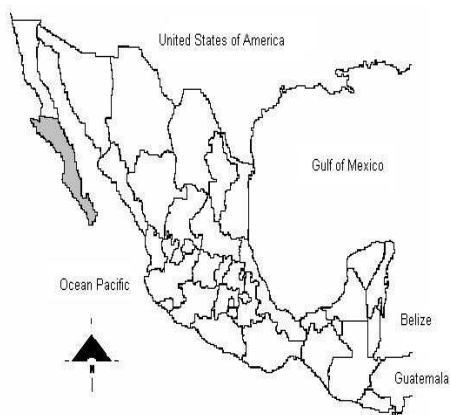 United States of America
Gulf of Mexico
Ocean Pacific
Belize
Guatemala